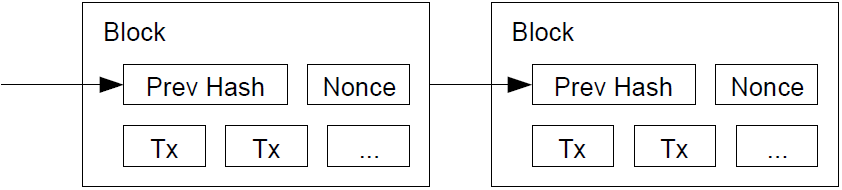 Block
Prev Hash Nonce
Tx Tx ...
Block
Prev Hash Nonce
Tx Tx ...